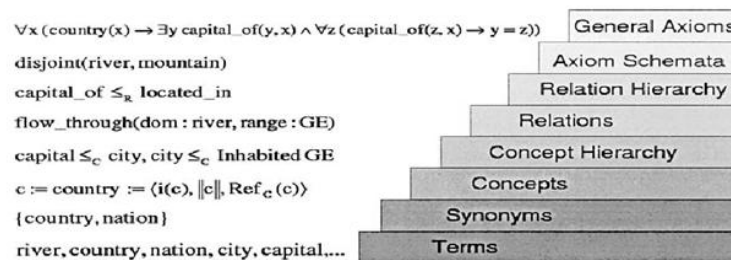 ∀x (country(x) → ∃y capital_of(y, x) ∧ ∀z (capital_of(z, x) → y = z)) General Axioms
disjoint(river, mountain) Axiom Schemata
capital_of ≤R located_in Relation Hierarchy
flow_through(dom : river, range : GE) Relations
capital ≤C city, city ≤C Inhabited GE Concept Hierarchy
c := country := ⟨i(c), ‖c‖, RefC(c)⟩ Concepts
{country, nation} Synonyms
river, country, nation, city, capital,... Terms